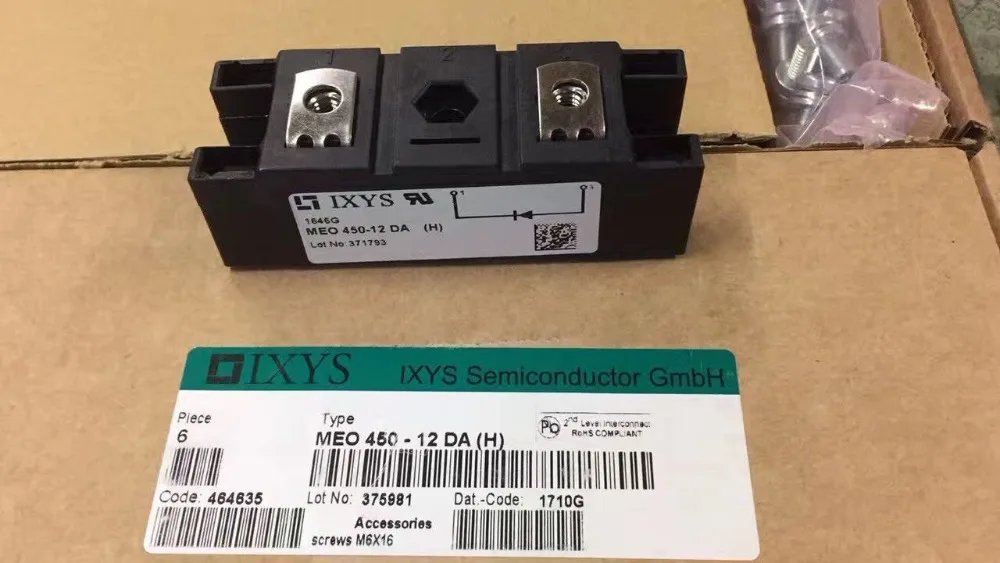 1 2
IXYS
1 3
1846G
MEO 450-12 DA (H)
Lot No: 371793
IXYS IXYS Semiconductor GmbH
Piece Type Pb 2nd Level Interconnect
6 MEO 450 - 12 DA (H) RoHS COMPLIANT
Code: 464635 Lot No: 375981 Dat.-Code: 1710G
Accessories
screws M6X16